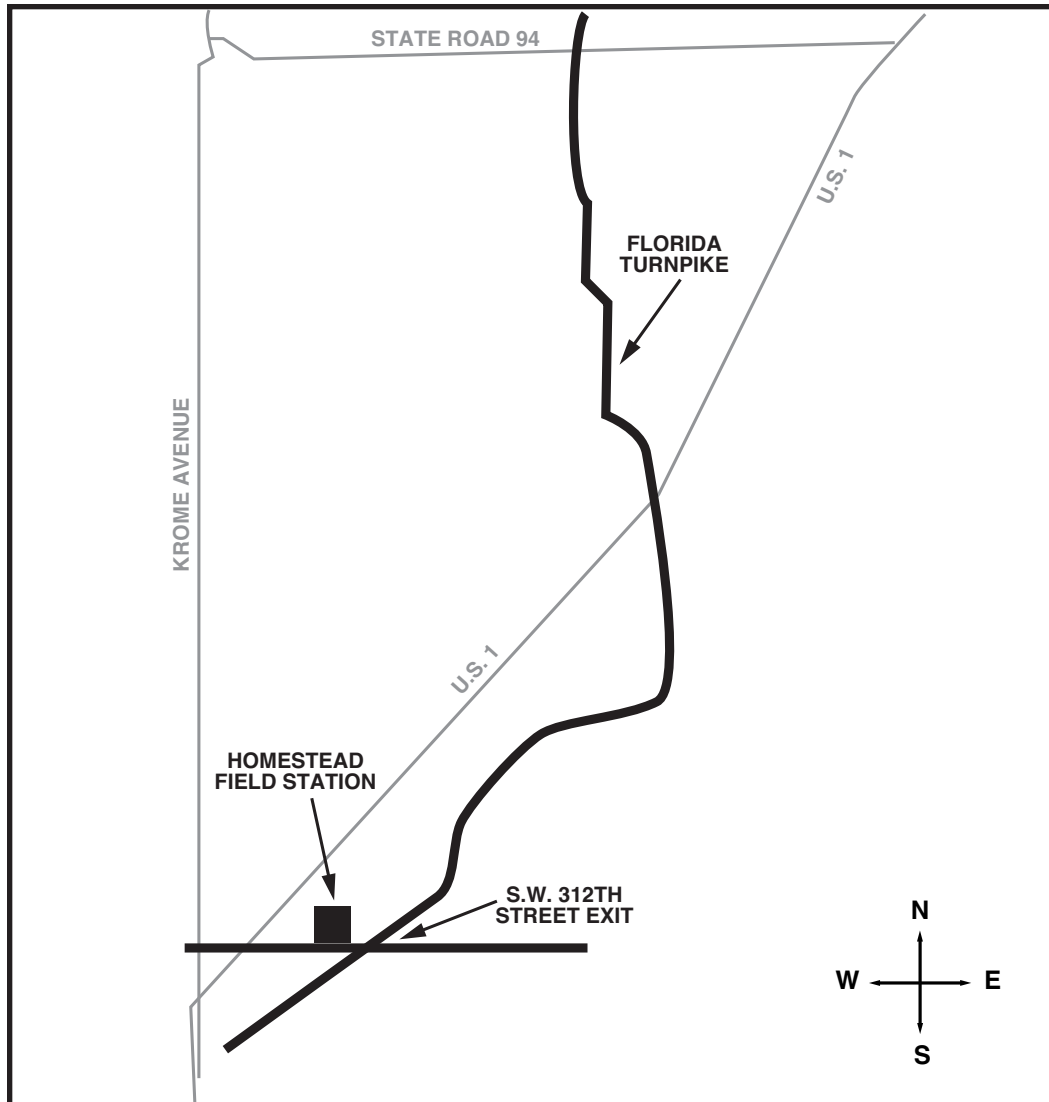 STATE ROAD 94
U.S. 1
FLORIDA
TURNPIKE
KROME AVENUE
U.S. 1
HOMESTEAD
FIELD STATION
S.W. 312TH
STREET EXIT
N
W
E
S